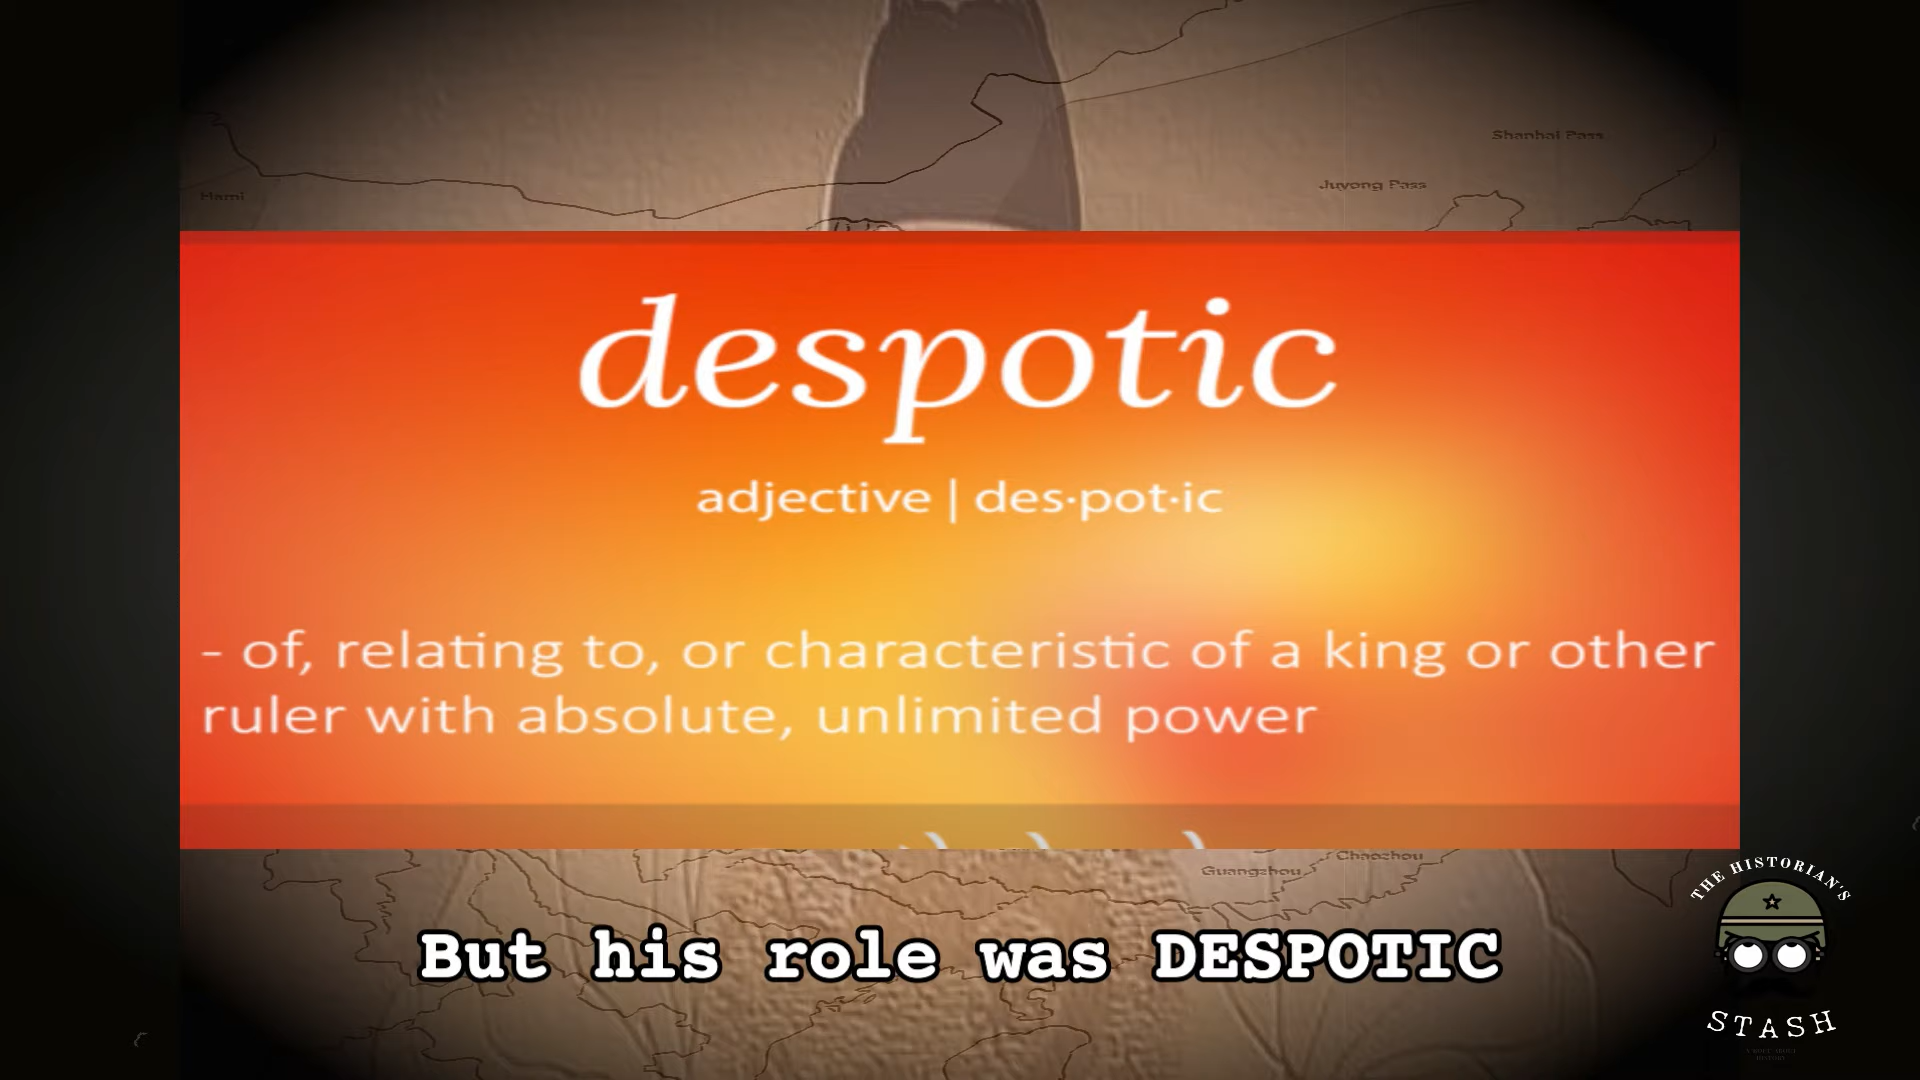 Shanhai Pass
Juyong Pass
Hami
despotic
adjective | des·pot·ic
- of, relating to, or characteristic of a king or other
ruler with absolute, unlimited power
Chaozhou
Guangzhou
THE HISTORIAN'S
But his role was DESPOTIC
STASH